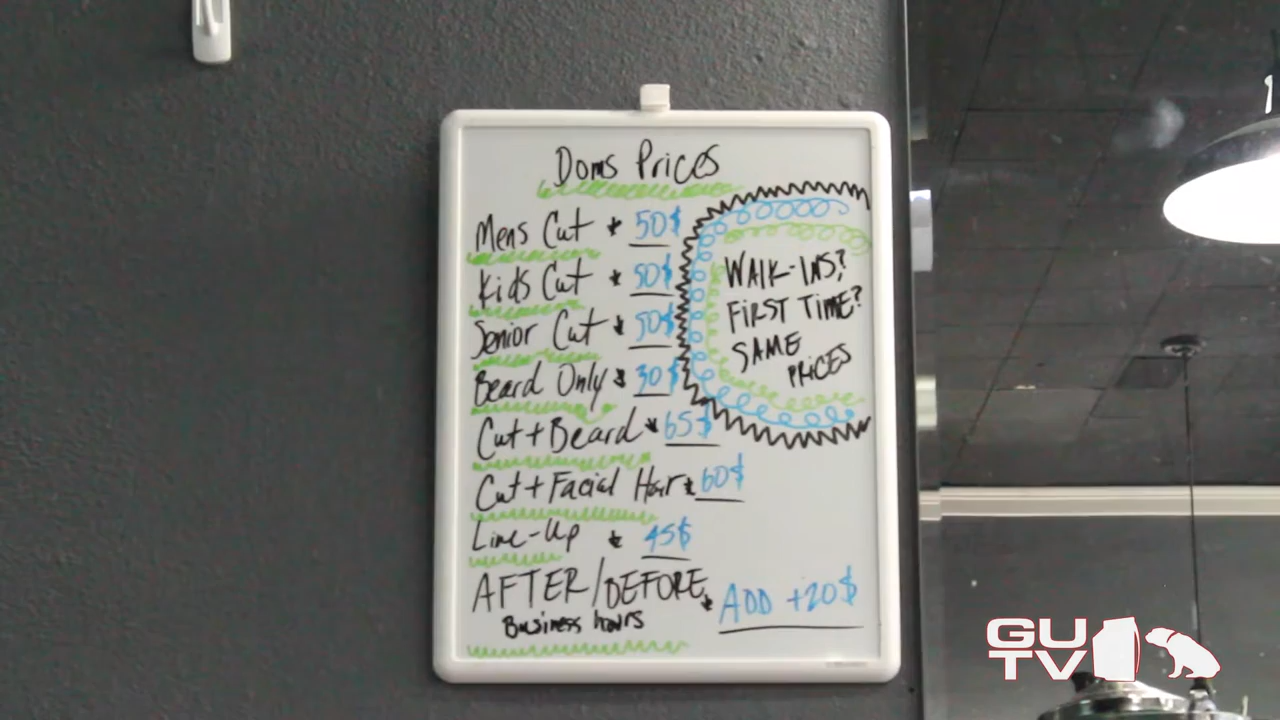 Doms Prices
Mens Cut * 50$
Kids Cut * 50$
Senior Cut * 50$
Beard Only * 30$
Cut + Beard * 65$
Cut + Facial Hair * 60$
Line-Up * 45$
AFTER/BEFORE * ADD +20$
Business hours
WALK-INS?
FIRST TIME?
SAME
PRICES
GU
TV